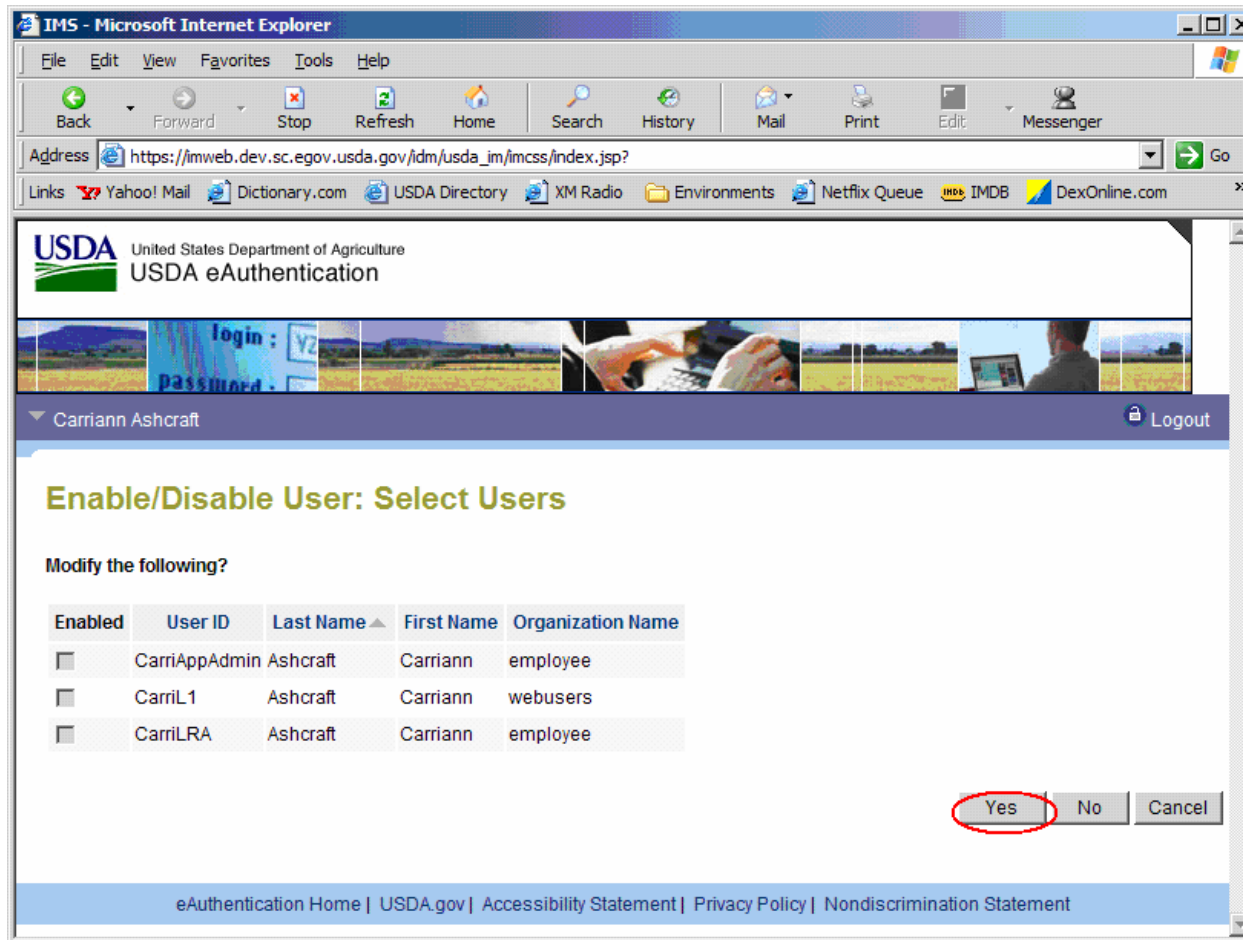 IMS - Microsoft Internet Explorer
File Edit View Favorites Tools Help
Back Forward Stop Refresh Home Search History Mail Print Edit Messenger
Address https://imweb.dev.sc.egov.usda.gov/idm/usda_im/imcss/index.jsp? Go
Links Yahoo! Mail Dictionary.com USDA Directory XM Radio Environments Netflix Queue IMDB IMDB DexOnline.com »
USDA United States Department of Agriculture
USDA eAuthentication
login :
password :
Carriann Ashcraft Logout
Enable/Disable User: Select Users
Modify the following?
Enabled User ID Last Name First Name Organization Name
CarriAppAdmin Ashcraft Carriann employee
CarriL1 Ashcraft Carriann webusers
CarriLRA Ashcraft Carriann employee
Yes No Cancel
eAuthentication Home | USDA.gov | Accessibility Statement | Privacy Policy | Nondiscrimination Statement